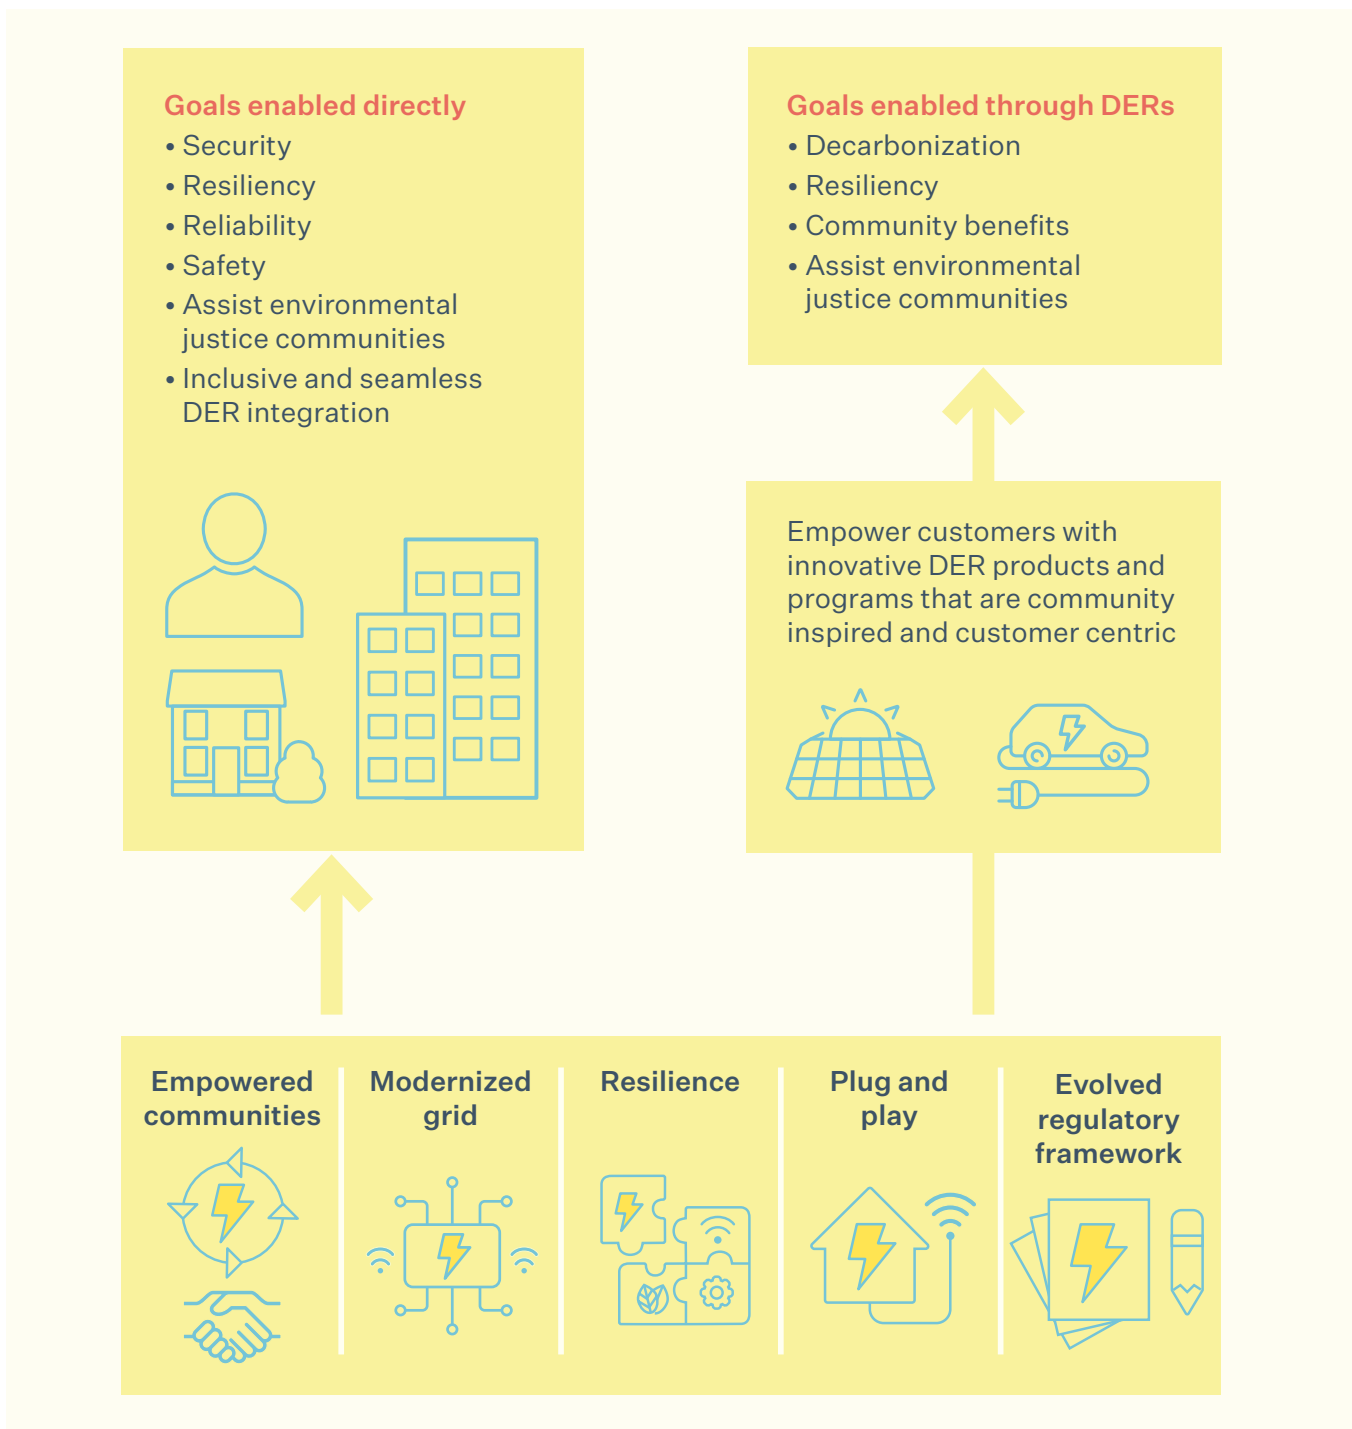 Goals enabled directly
• Security
• Resiliency
• Reliability
• Safety
• Assist environmental
justice communities
• Inclusive and seamless
DER integration
Goals enabled through DERs
• Decarbonization
• Resiliency
• Community benefits
• Assist environmental
justice communities
Empower customers with
innovative DER products and
programs that are community
inspired and customer centric
Empowered
communities
Modernized
grid
Resilience
Plug and
play
Evolved
regulatory
framework